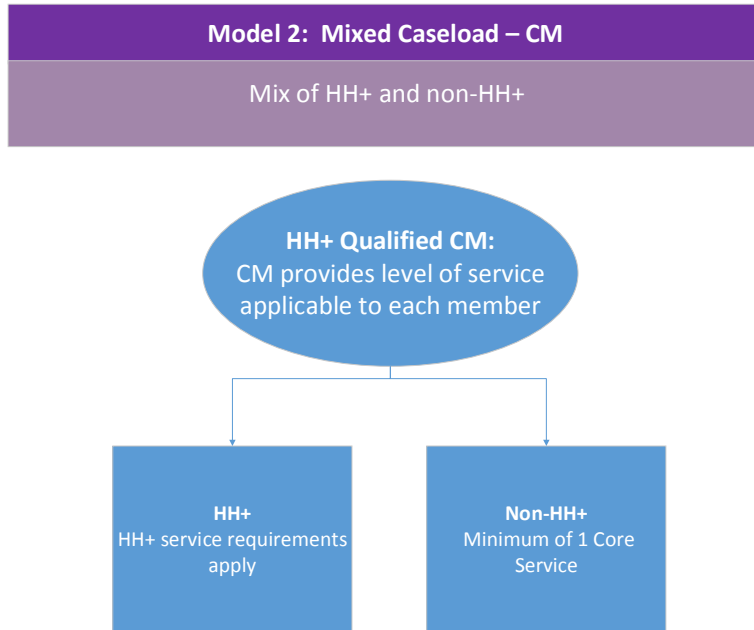 Model 2:  Mixed Caseload – CM
Mix of HH+ and non-HH+
HH+ Qualified CM:
CM provides level of service
applicable to each member
HH+
HH+ service requirements
apply
Non-HH+
Minimum of 1 Core
Service